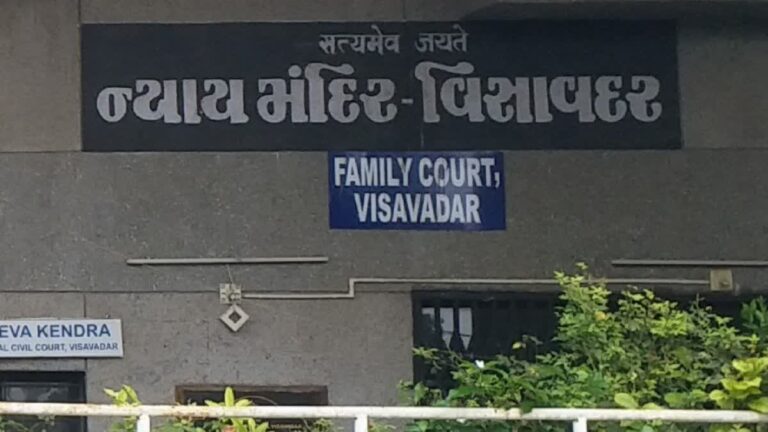 सत्यमेव जयते
ન્યાય મંદિર-વિસાવદર
FAMILY COURT,
VISAVADAR
EVA KENDRA
AL CIVIL COURT, VISAVADAR